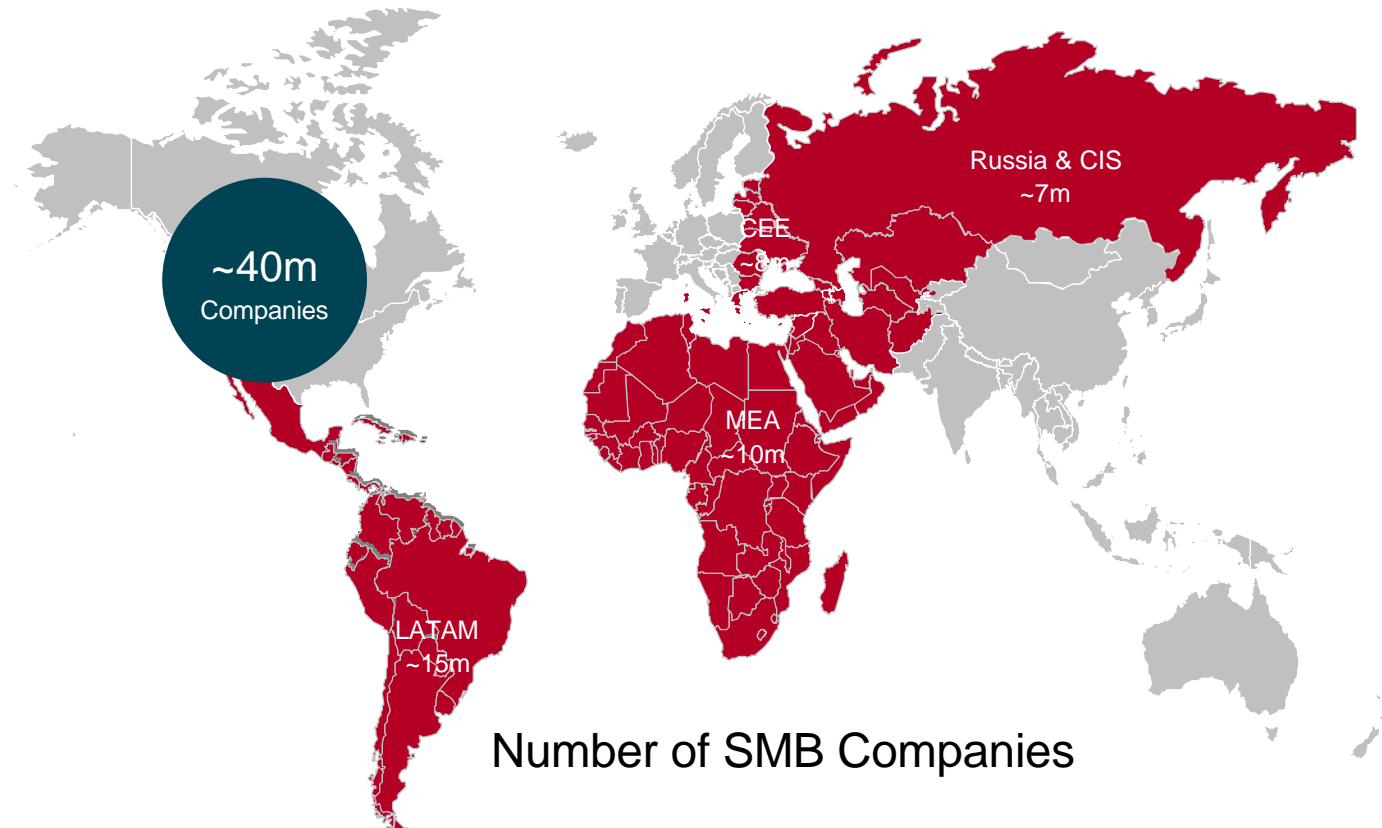 Russia & CIS
~7m
CEE
~8m
~40m
Companies
MEA
~10m
LATAM
~15m
Number of SMB Companies